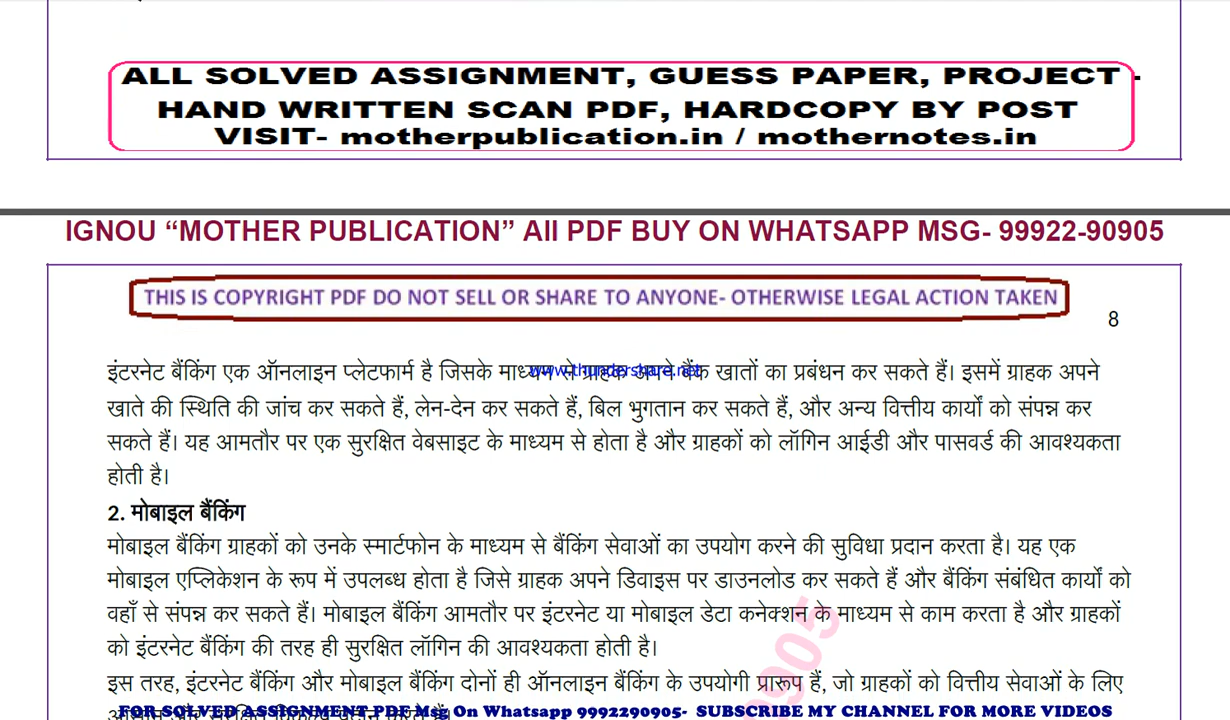 ALL SOLVED ASSIGNMENT, GUESS PAPER, PROJECT -
HAND WRITTEN SCAN PDF, HARDCOPY BY POST
VISIT- motherpublication.in / mothernotes.in
IGNOU “MOTHER PUBLICATION” All PDF BUY ON WHATSAPP MSG- 99922-90905
THIS IS COPYRIGHT PDF DO NOT SELL OR SHARE TO ANYONE- OTHERWISE LEGAL ACTION TAKEN
8
इंटरनेट बैंकिंग एक ऑनलाइन प्लेटफार्म है जिसके माध्यम से ग्राहक अपने बैंक खातों का प्रबंधन कर सकते हैं। इसमें ग्राहक अपने
www.thundershare.net
खाते की स्थिति की जांच कर सकते हैं, लेन-देन कर सकते हैं, बिल भुगतान कर सकते हैं, और अन्य वित्तीय कार्यों को संपन्न कर
सकते हैं। यह आमतौर पर एक सुरक्षित वेबसाइट के माध्यम से होता है और ग्राहकों को लॉगिन आईडी और पासवर्ड की आवश्यकता
होती है।
2. मोबाइल बैंकिंग
मोबाइल बैंकिंग ग्राहकों को उनके स्मार्टफोन के माध्यम से बैंकिंग सेवाओं का उपयोग करने की सुविधा प्रदान करता है। यह एक
मोबाइल एप्लिकेशन के रूप में उपलब्ध होता है जिसे ग्राहक अपने डिवाइस पर डाउनलोड कर सकते हैं और बैंकिंग संबंधित कार्यों को
वहाँ से संपन्न कर सकते हैं। मोबाइल बैंकिंग आमतौर पर इंटरनेट या मोबाइल डेटा कनेक्शन के माध्यम से काम करता है और ग्राहकों
को इंटरनेट बैंकिंग की तरह ही सुरक्षित लॉगिन की आवश्यकता होती है।
इस तरह, इंटरनेट बैंकिंग और मोबाइल बैंकिंग दोनों ही ऑनलाइन बैंकिंग के उपयोगी प्रारूप हैं, जो ग्राहकों को वित्तीय सेवाओं के लिए
FOR SOLVED ASSIGNMENT PDF Msg On Whatsapp 9992290905- SUBSCRIBE MY CHANNEL FOR MORE VIDEOS